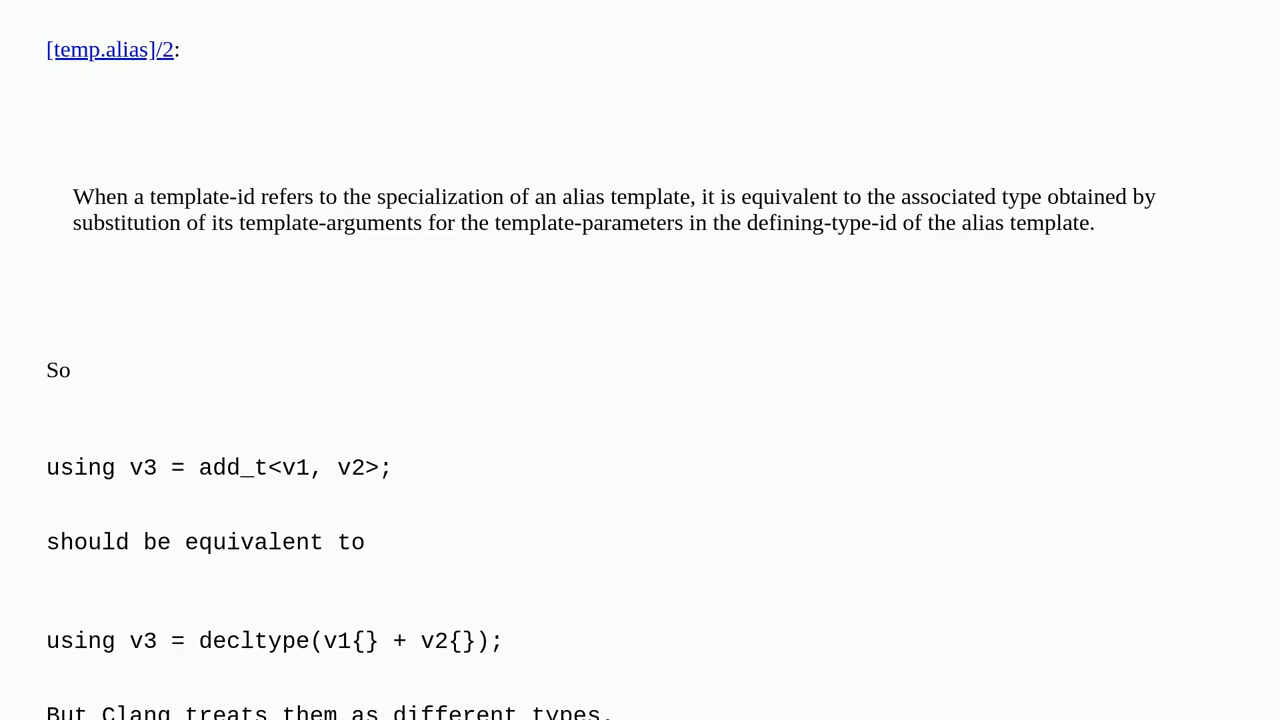 [temp.alias]/2:
When a template-id refers to the specialization of an alias template, it is equivalent to the associated type obtained by
substitution of its template-arguments for the template-parameters in the defining-type-id of the alias template.
So
using v3 = add_t<v1, v2>;
should be equivalent to
using v3 = decltype(v1{} + v2{});
But Clang treats them as different types.